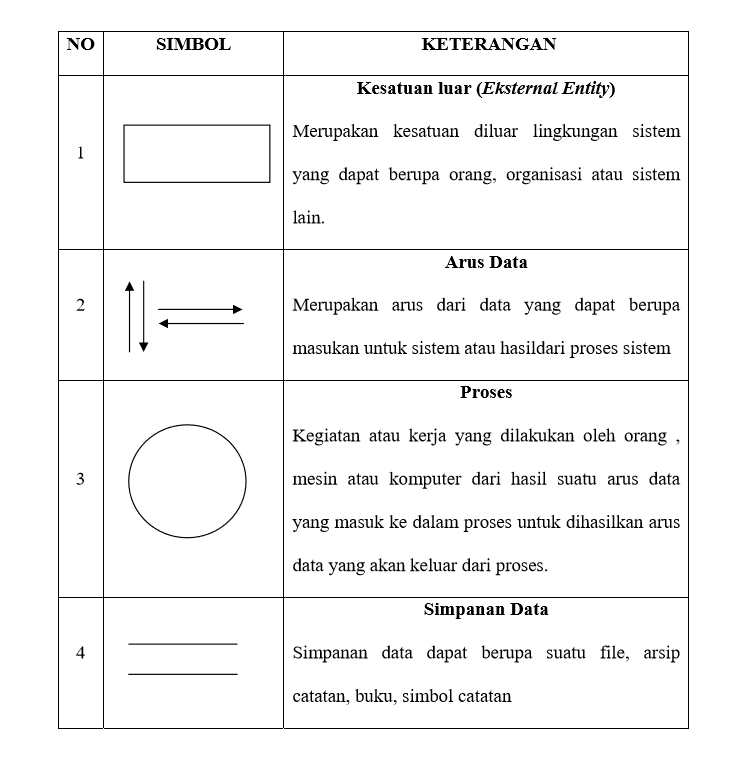 NO SIMBOL KETERANGAN
Kesatuan luar (Eksternal Entity)
1
Merupakan kesatuan diluar lingkungan sistem
yang dapat berupa orang, organisasi atau sistem
lain.
Arus Data
2
Merupakan arus dari data yang dapat berupa
masukan untuk sistem atau hasildari proses sistem
Proses
3
Kegiatan atau kerja yang dilakukan oleh orang ,
mesin atau komputer dari hasil suatu arus data
yang masuk ke dalam proses untuk dihasilkan arus
data yang akan keluar dari proses.
Simpanan Data
4
Simpanan data dapat berupa suatu file, arsip
catatan, buku, simbol catatan